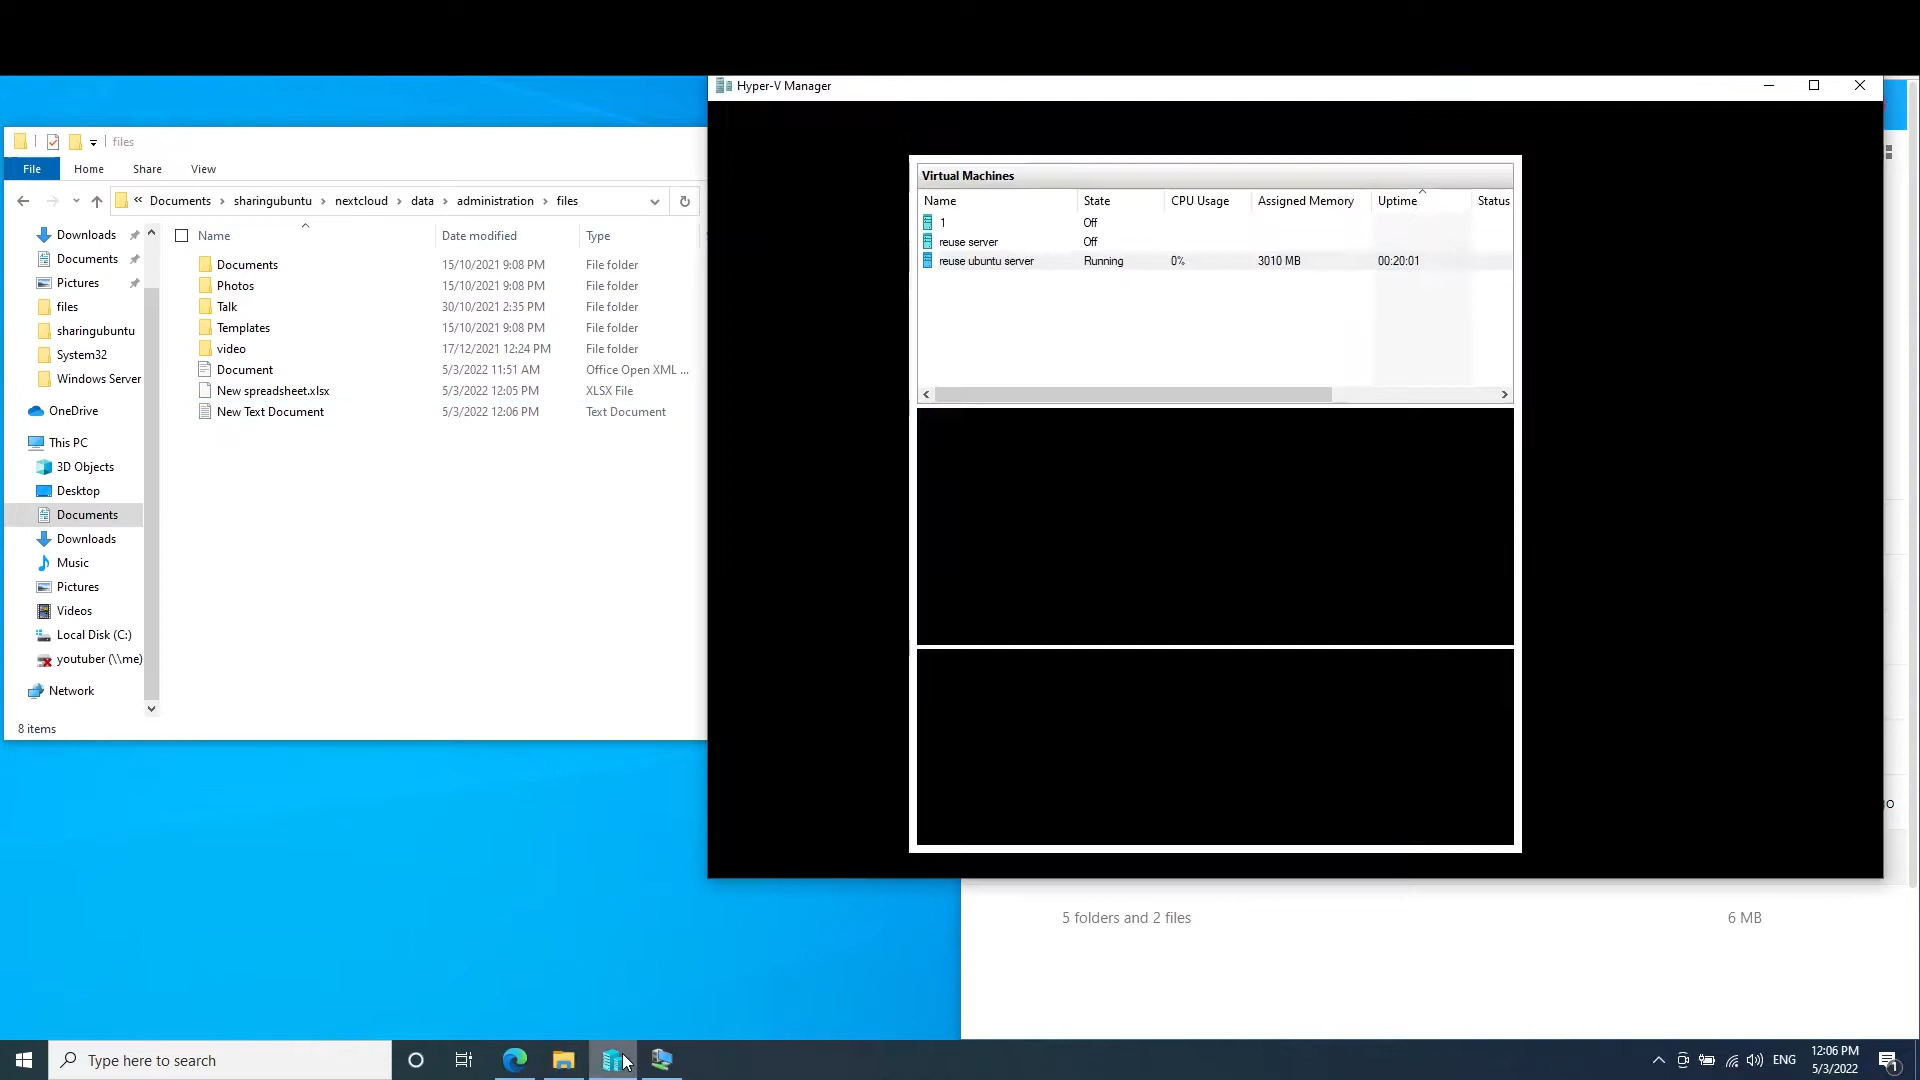 Hyper-V Manager
files
File Home Share View
« Documents › sharingubuntu › nextcloud › data › administration › files
Downloads
Documents
Pictures
files
sharingubuntu
System32
Windows Server
OneDrive
This PC
3D Objects
Desktop
Documents
Downloads
Music
Pictures
Videos
Local Disk (C:)
youtuber (\\me)
Network
8 items
Name Date modified Type
Documents 15/10/2021 9:08 PM File folder
Photos 15/10/2021 9:08 PM File folder
Talk 30/10/2021 2:35 PM File folder
Templates 15/10/2021 9:08 PM File folder
video 17/12/2021 12:24 PM File folder
Document 5/3/2022 11:51 AM Office Open XML ...
New spreadsheet.xlsx 5/3/2022 12:05 PM XLSX File
New Text Document 5/3/2022 12:06 PM Text Document
Virtual Machines
Name State CPU Usage Assigned Memory Uptime Status
1 Off
reuse server Off
reuse ubuntu server Running 0% 3010 MB 00:20:01
5 folders and 2 files 6 MB
Type here to search
ENG
12:06 PM
5/3/2022
1